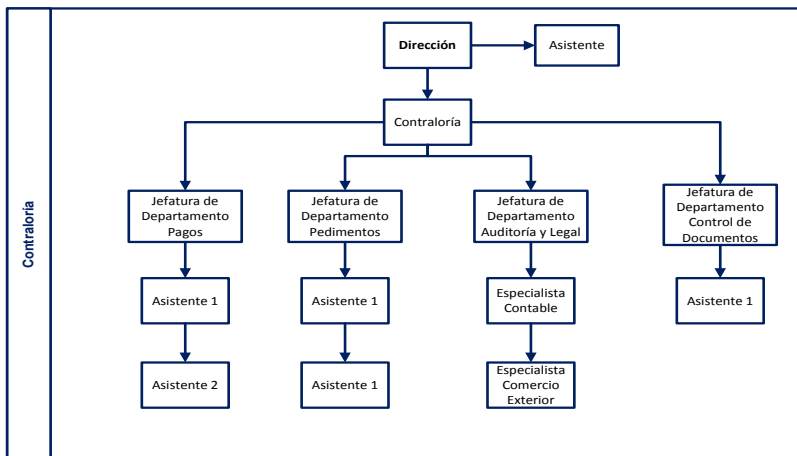 Contraloría
Dirección
Asistente
Contraloría
Jefatura de
Departamento
Pagos
Jefatura de
Departamento
Pedimentos
Jefatura de
Departamento
Auditoría y Legal
Jefatura de
Departamento
Control de
Documentos
Asistente 1
Asistente 1
Especialista
Contable
Asistente 1
Asistente 2
Asistente 1
Especialista
Comercio
Exterior